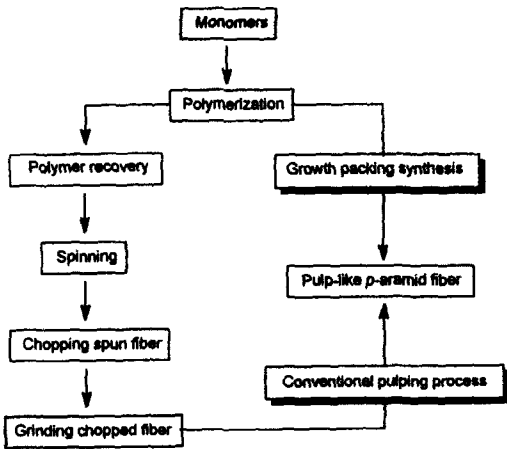 Monomers
Polymerization
Polymer recovery
Growth packing synthesis
Spinning
Pulp-like p-aramid fiber
Chopping spun fiber
Conventional pulping process
Grinding chopped fiber